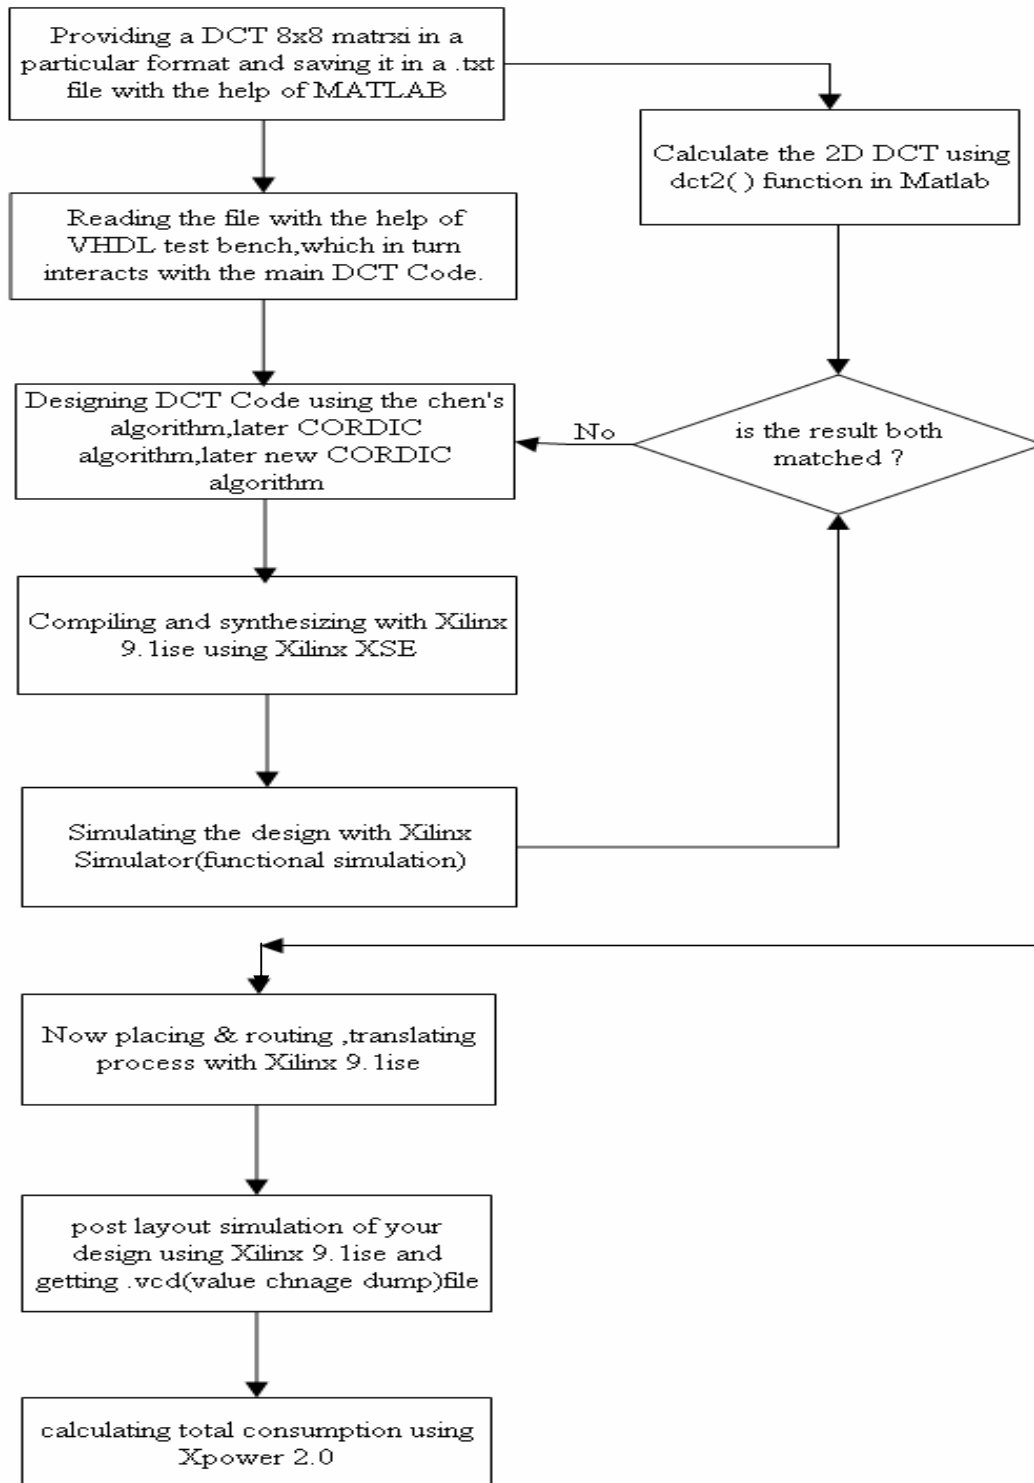 Providing a DCT 8x8 matrxi in a
particular format and saving it in a .txt
file with the help of MATLAB
Calculate the 2D DCT using
dct2( ) function in Matlab
Reading the file with the help of
VHDL test bench,which in turn
interacts with the main DCT Code.
Designing DCT Code using the chen's
algorithm,later CORDIC
algorithm,later new CORDIC
algorithm
No
is the result both
matched ?
Compiling and synthesizing with Xilinx
9.1ise using Xilinx XSE
Simulating the design with Xilinx
Simulator(functional simulation)
Now placing & routing ,translating
process with Xilinx 9.1ise
post layout simulation of your
design using Xilinx 9.1ise and
getting .vcd(value chnage dump)file
calculating total consumption using
Xpower 2.0